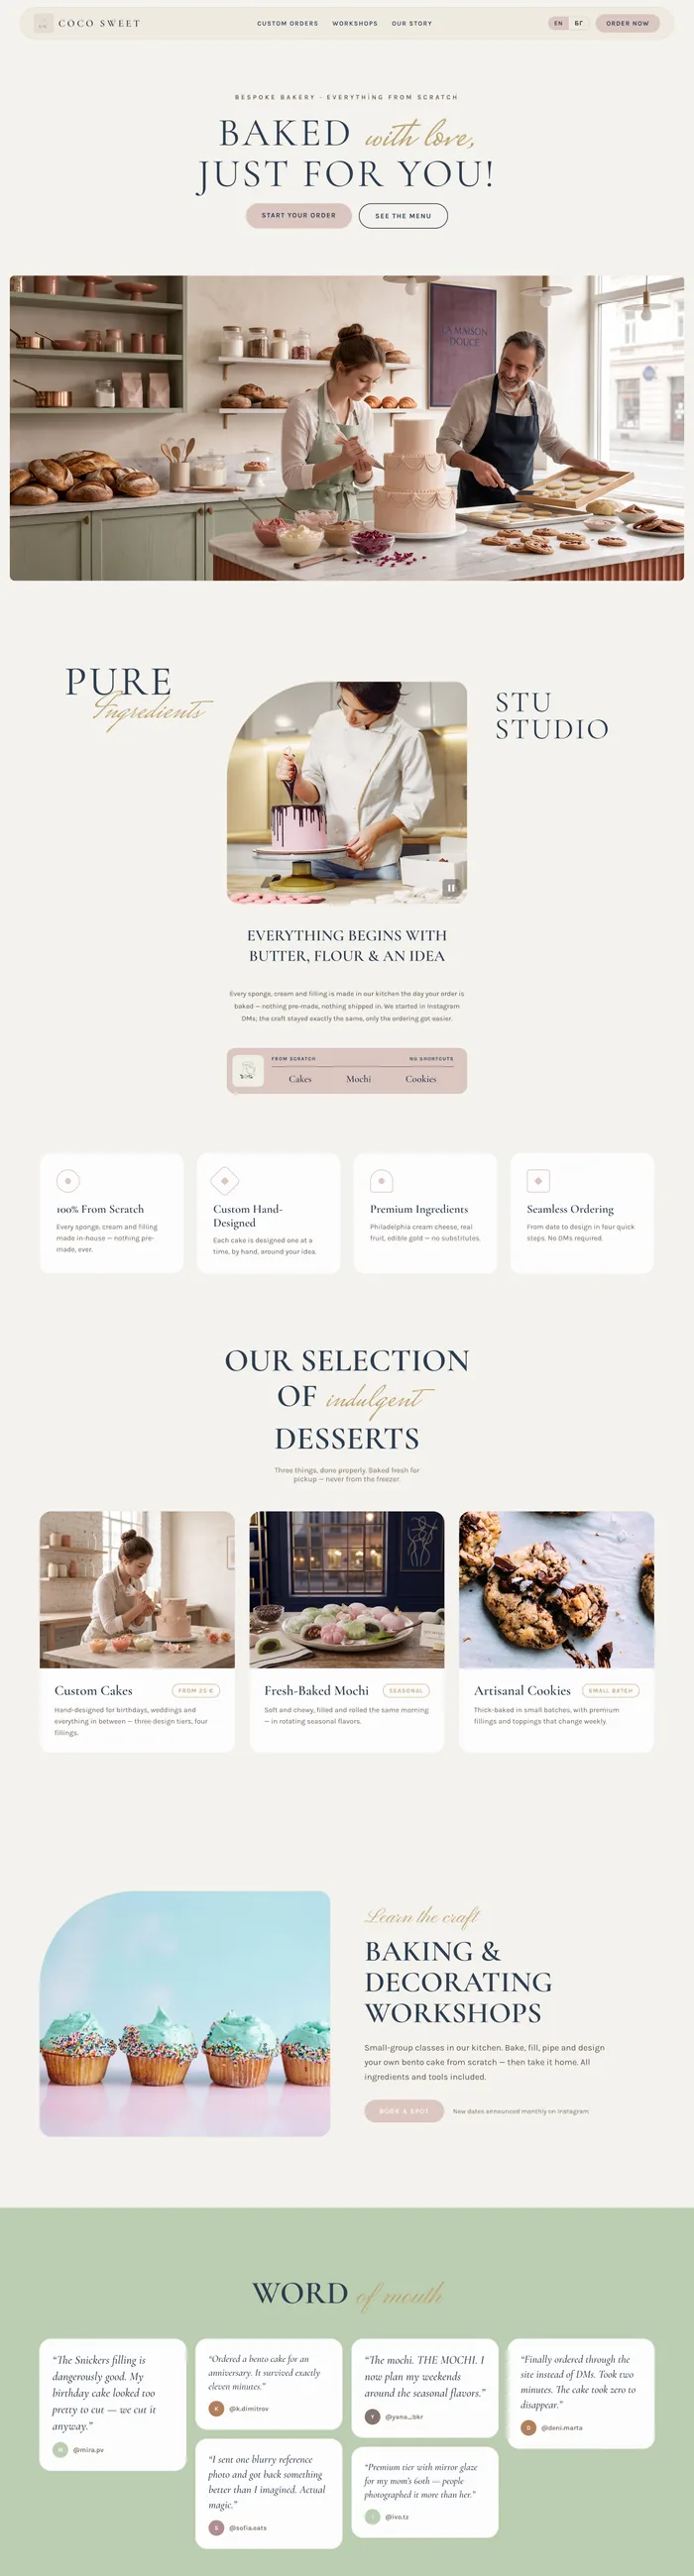 COCO SWEET
CUSTOM ORDERS WORKSHOPS OUR STORY
EN БГ ORDER NOW
BESPOKE BAKERY · EVERYTHİNG FROM SCRATCH
BAKED with love,
JUST FOR YOU!
START YOUR ORDER SEE THE MENU
LA MAISON
DOUCE
PURE
Ingredients
STU
STUDIO
EVERYTHING BEGINS WITH
BUTTER, FLOUR & AN IDEA
Every sponge, cream and filling is made in our kitchen the day your order is
baked — nothing pre-made, nothing shipped in. We started in Instagram
DMs; the craft stayed exactly the same, only the ordering got easier.
FROM SCRATCH NO SHORTCUTS
Cakes Mochi Cookies
100% From Scratch
Every sponge, cream and filling
made in-house — nothing pre-
made, ever.
Custom Hand-
Designed
Each cake is designed one at a
time, by hand, around your idea.
Premium Ingredients
Philadelphia cream cheese, real
fruit, edible gold — no substitutes.
Seamless Ordering
From date to design in four quick
steps. No DMs required.
OUR SELECTION
OF indulgent
DESSERTS
Three things, done properly. Baked fresh for
pickup — never from the freezer.
Custom Cakes FROM 25 €
Hand-designed for birthdays, weddings and
everything in between — three design tiers, four
fillings.
Fresh-Baked Mochi SEASONAL
Soft and chewy, filled and rolled the same morning
— in rotating seasonal flavors.
Artisanal Cookies SMALL BATCH
Thick-baked in small batches, with premium
fillings and toppings that change weekly.
Learn the craft
BAKING &
DECORATING
WORKSHOPS
Small-group classes in our kitchen. Bake, fill, pipe and design
your own bento cake from scratch — then take it home. All
ingredients and tools included.
BOOK A SPOT New dates announced monthly on Instagram
WORD of mouth
“The Snickers filling is
dangerously good. My
birthday cake looked too
pretty to cut — we cut it
anyway.”
M @mira.pv
“Ordered a bento cake for an
anniversary. It survived exactly
eleven minutes.”
K @k.dimitrov
“I sent one blurry reference
photo and got back something
better than I imagined. Actual
magic.”
S @sofia.eats
“The mochi. THE MOCHI. I
now plan my weekends
around the seasonal flavors.”
Y @yana_bkr
“Premium tier with mirror glaze
for my mom’s 60th — people
photographed it more than her.”
I @ivo.tz
“Finally ordered through the
site instead of DMs. Took two
minutes. The cake took zero to
disappear.”
D @deni.marta